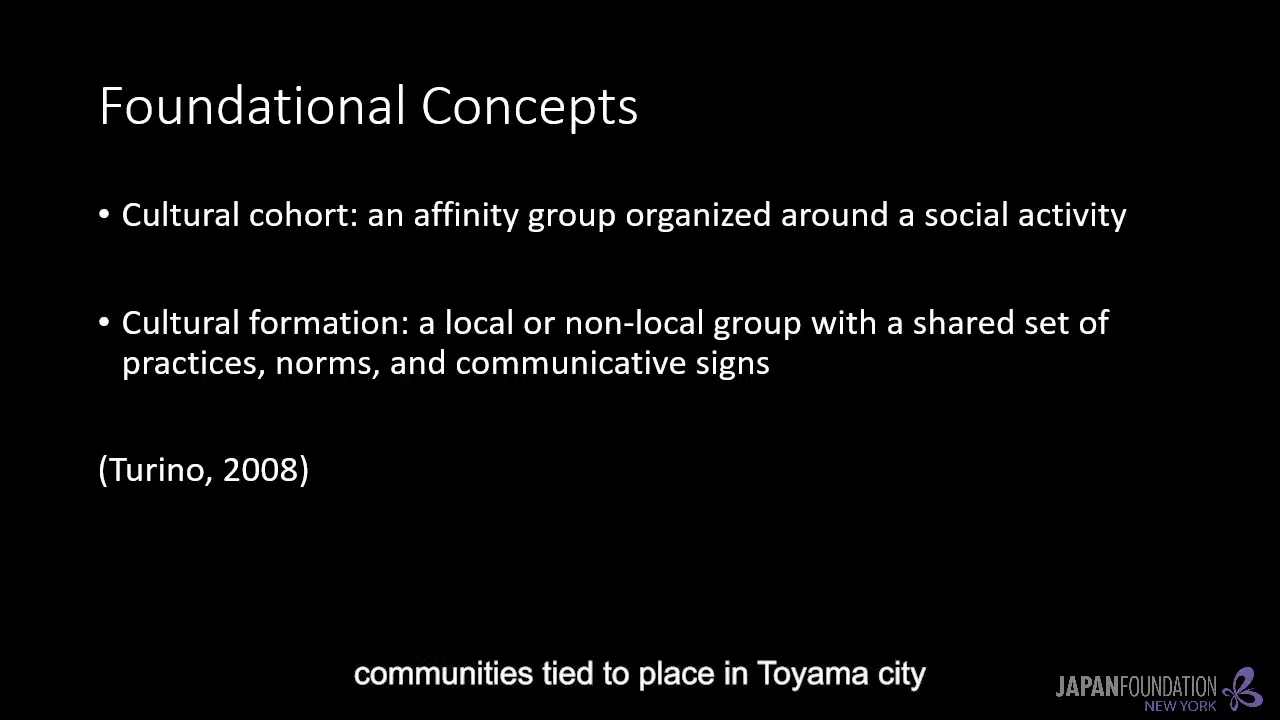 Foundational Concepts
• Cultural cohort: an affinity group organized around a social activity
• Cultural formation: a local or non-local group with a shared set of
practices, norms, and communicative signs
(Turino, 2008)
communities tied to place in Toyama city
JAPANFOUNDATION
NEW YORK